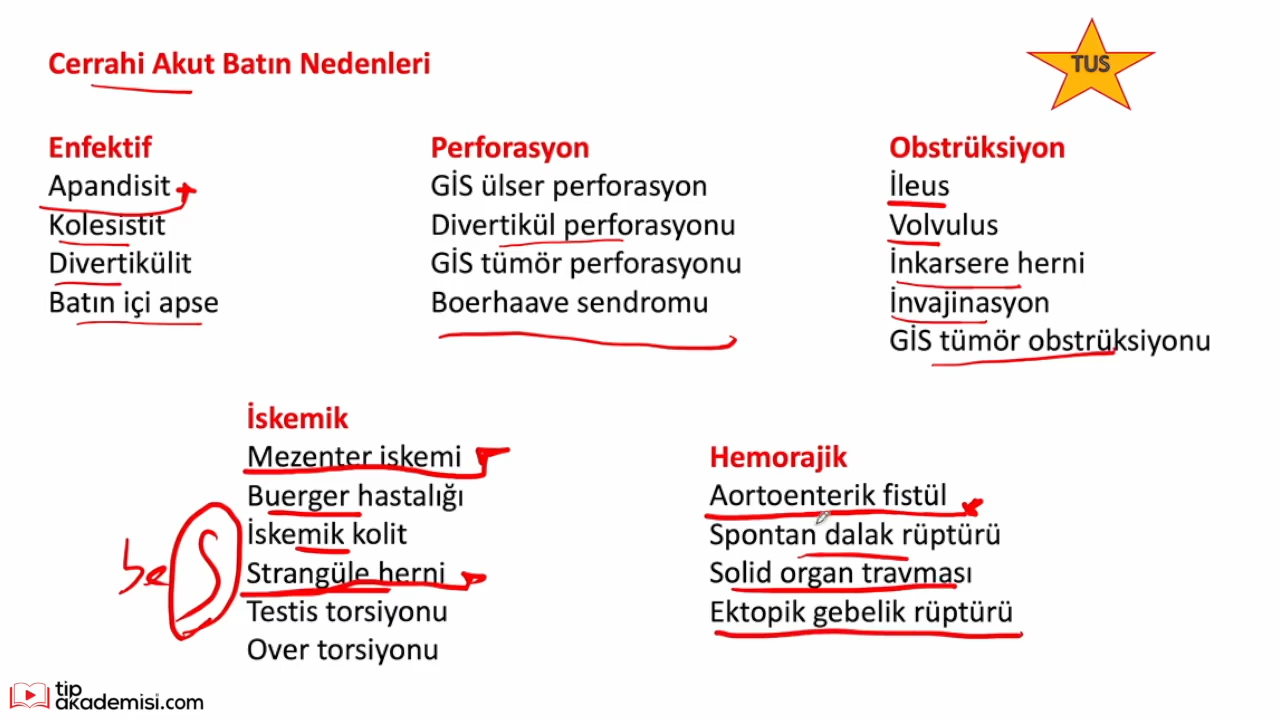 Cerrahi Akut Batın Nedenleri
TUS
Enfektif
Apandisit
Kolesistit
Divertikülit
Batın içi apse
Perforasyon
GİS ülser perforasyon
Divertikül perforasyonu
GİS tümör perforasyonu
Boerhaave sendromu
Obstrüksiyon
İleus
Volvulus
İnkarsere herni
İnvajinasyon
GİS tümör obstrüksiyonu
İskemik
Mezenter iskemi
Buerger hastalığı
İskemik kolit
Strangüle herni
Testis torsiyonu
Over torsiyonu
Hemorajik
Aortoenterik fistül
Spontan dalak rüptürü
Solid organ travması
Ektopik gebelik rüptürü
tip
akademisi.com